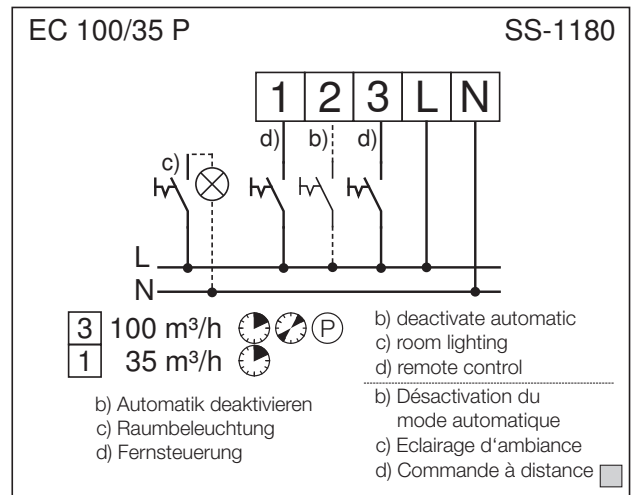 EC 100/35 P SS-1180
1 2 3 L N
d) b) d)
c)
L
N
3 100 m³/h P
1 35 m³/h
b) Automatik deaktivieren
c) Raumbeleuchtung
d) Fernsteuerung
b) deactivate automatic
c) room lighting
d) remote control
b) Désactivation du
mode automatique
c) Eclairage d‘ambiance
d) Commande à distance